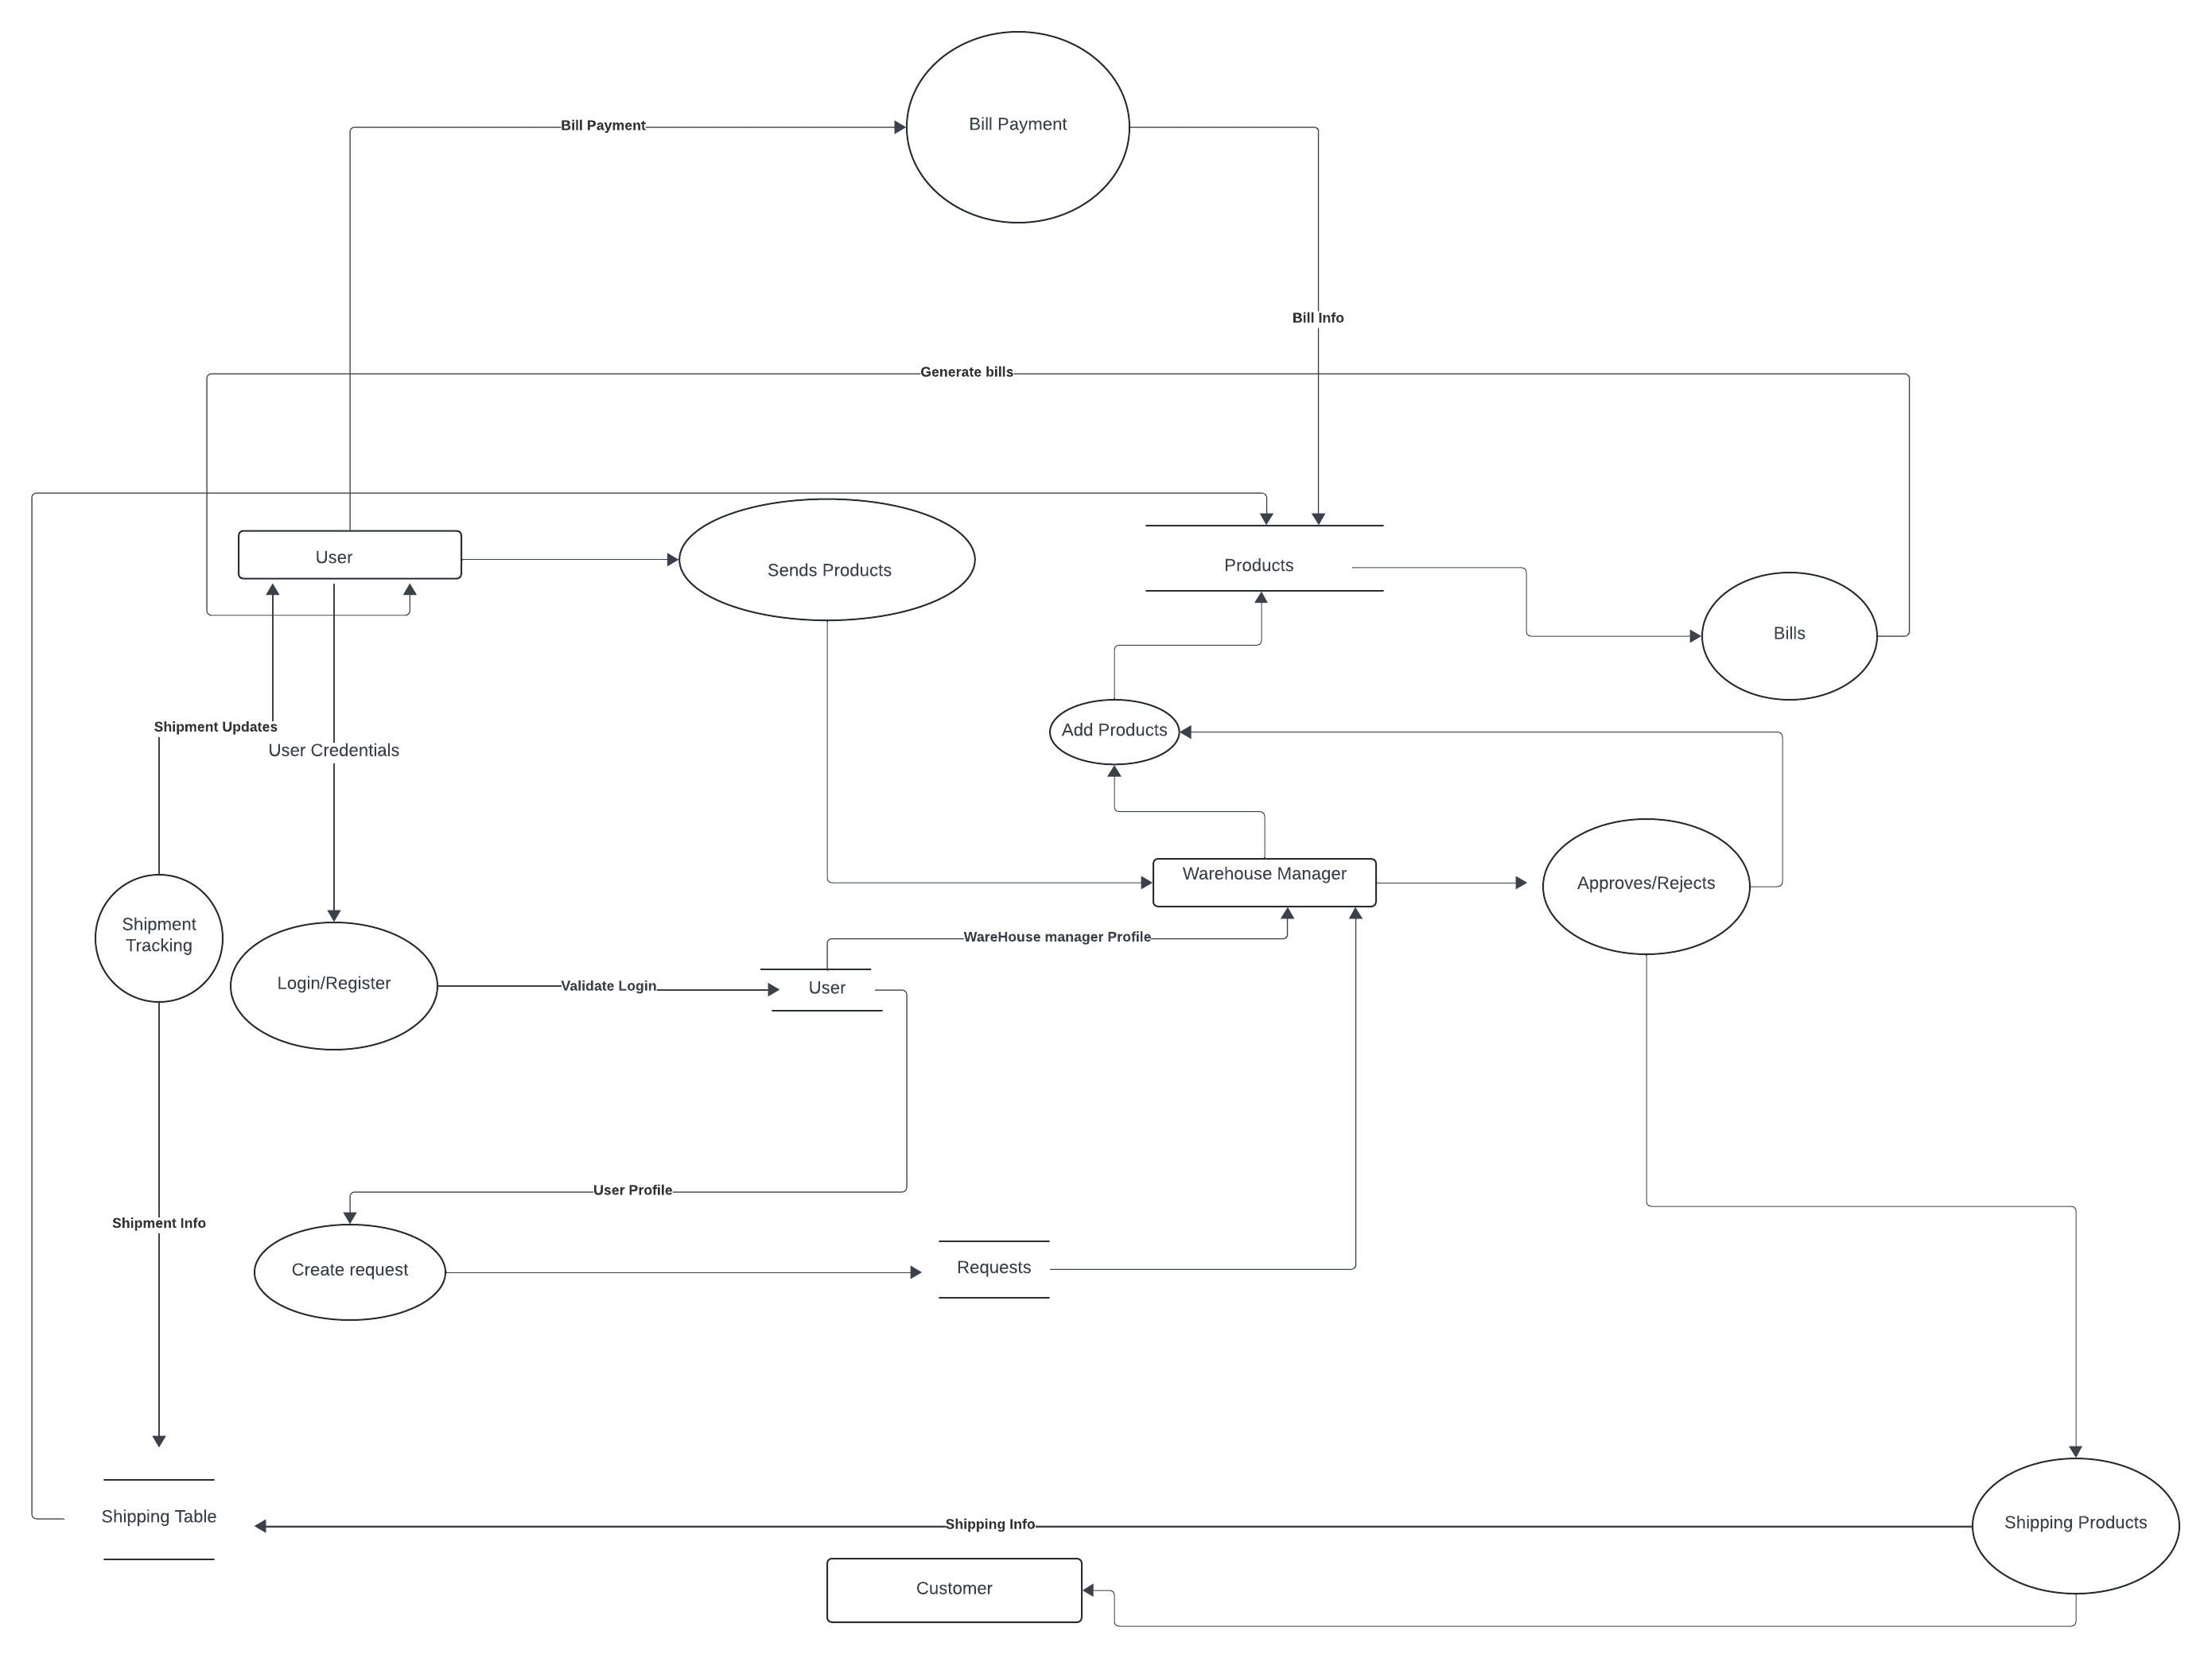 Bill Payment
Bill Payment
Bill Info
Generate bills
User
Sends Products
Products
Bills
Shipment Updates
User Credentials
Add Products
Warehouse Manager
Approves/Rejects
Shipment
Tracking
WareHouse manager Profile
Login/Register
Validate Login
User
User Profile
Shipment Info
Create request
Requests
Shipping Table
Shipping Info
Shipping Products
Customer